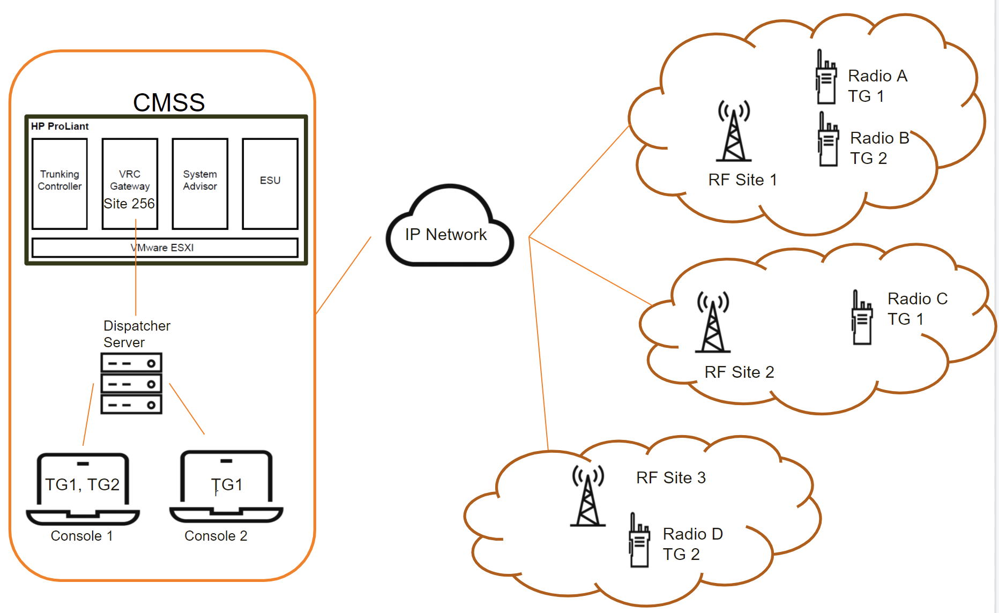 CMSS
HP ProLiant
Trunking
Controller
VRC
Gateway
Site 256
System
Advisor
ESU
VMware ESXI
Dispatcher
Server
TG1, TG2
Console 1
TG1
r
Console 2
IP Network
Radio A
TG 1
Radio B
TG 2
RF Site 1
Radio C
TG 1
RF Site 2
RF Site 3
Radio D
TG 2